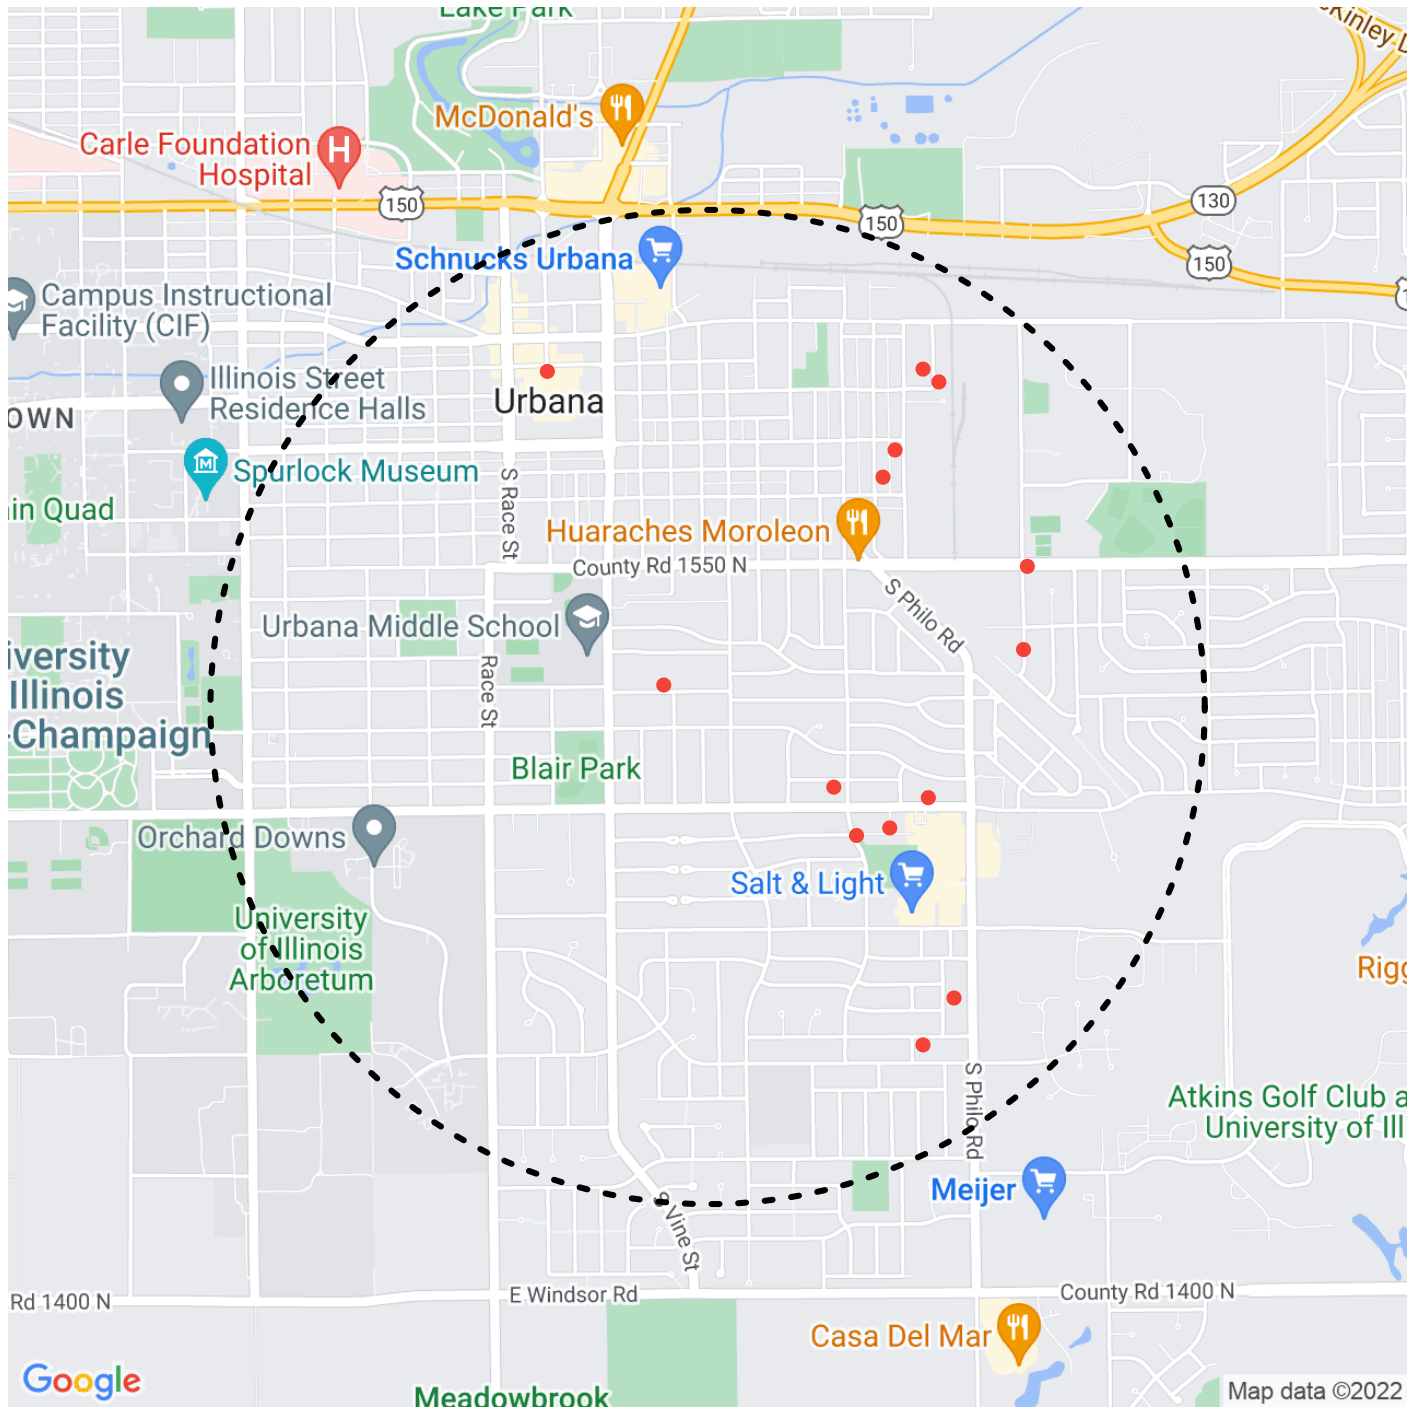 Lake Park
McDonald's
Carle Foundation
Hospital
150
150
130
150
Schnucks Urbana
Campus Instructional
Facility (CIF)
Illinois Street
Residence Halls
Urbana
OWN
M
Spurlock Museum
S Race St
ain Quad
Huaraches Moroleon
County Rd 1550 N
S Philo Rd
Urbana Middle School
iversity
Illinois
-Champaign
Race St
Blair Park
Orchard Downs
Salt & Light
University
of Illinois
Arboretum
Rigg
S Philo Rd
Atkins Golf Club a
University of Ill
Meijer
S Vine St
E Windsor Rd
Rd 1400 N
County Rd 1400 N
Casa Del Mar
Google
Meadowbrook
Map data ©2022